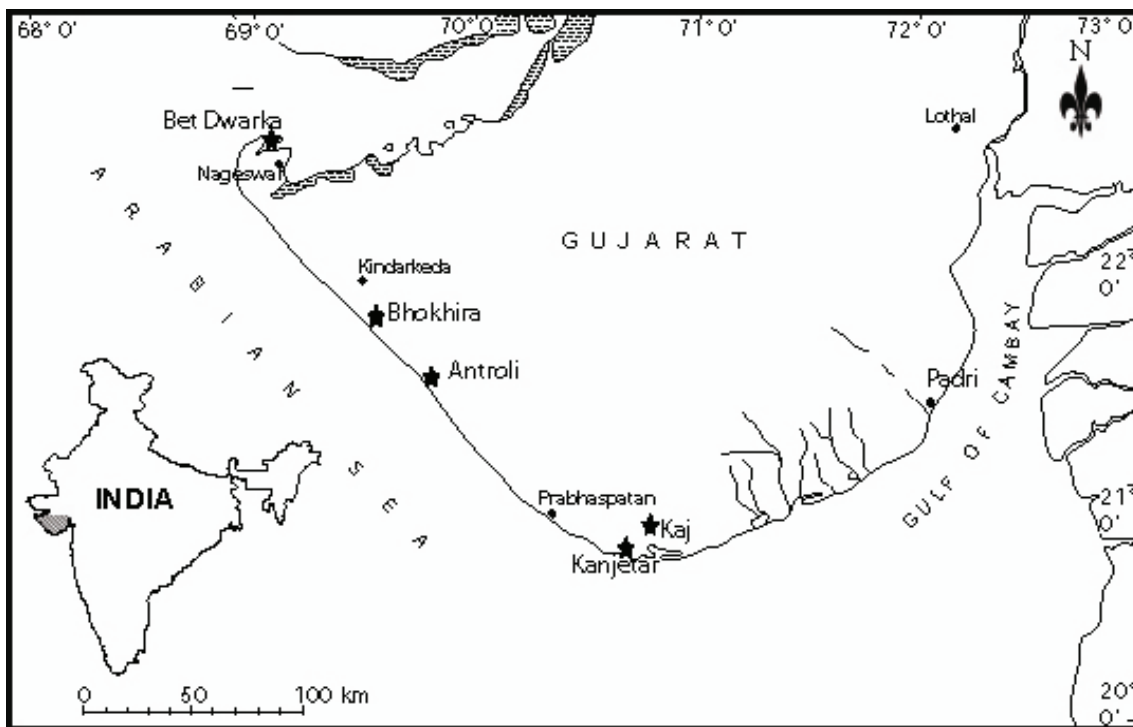 68° 0'
69° 0'
70° 0'
71° 0'
72° 0'
73° 0'
N
Lothal
Bet Dwarka
Nageswar
ARABIAN SEA
GUJARAT
Kindarkeda
Bhokhira
Antroli
22° 0'
GULF OF CAMBAY
Padri
INDIA
Prabhaspatan
Kaj
Kanjetar
21° 0'
0 50 100 km
20° 0'